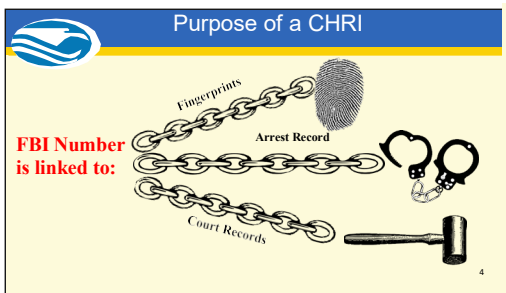 Purpose of a CHRI
Fingerprints
Arrest Record
FBI Number
is linked to:
Court Records
4